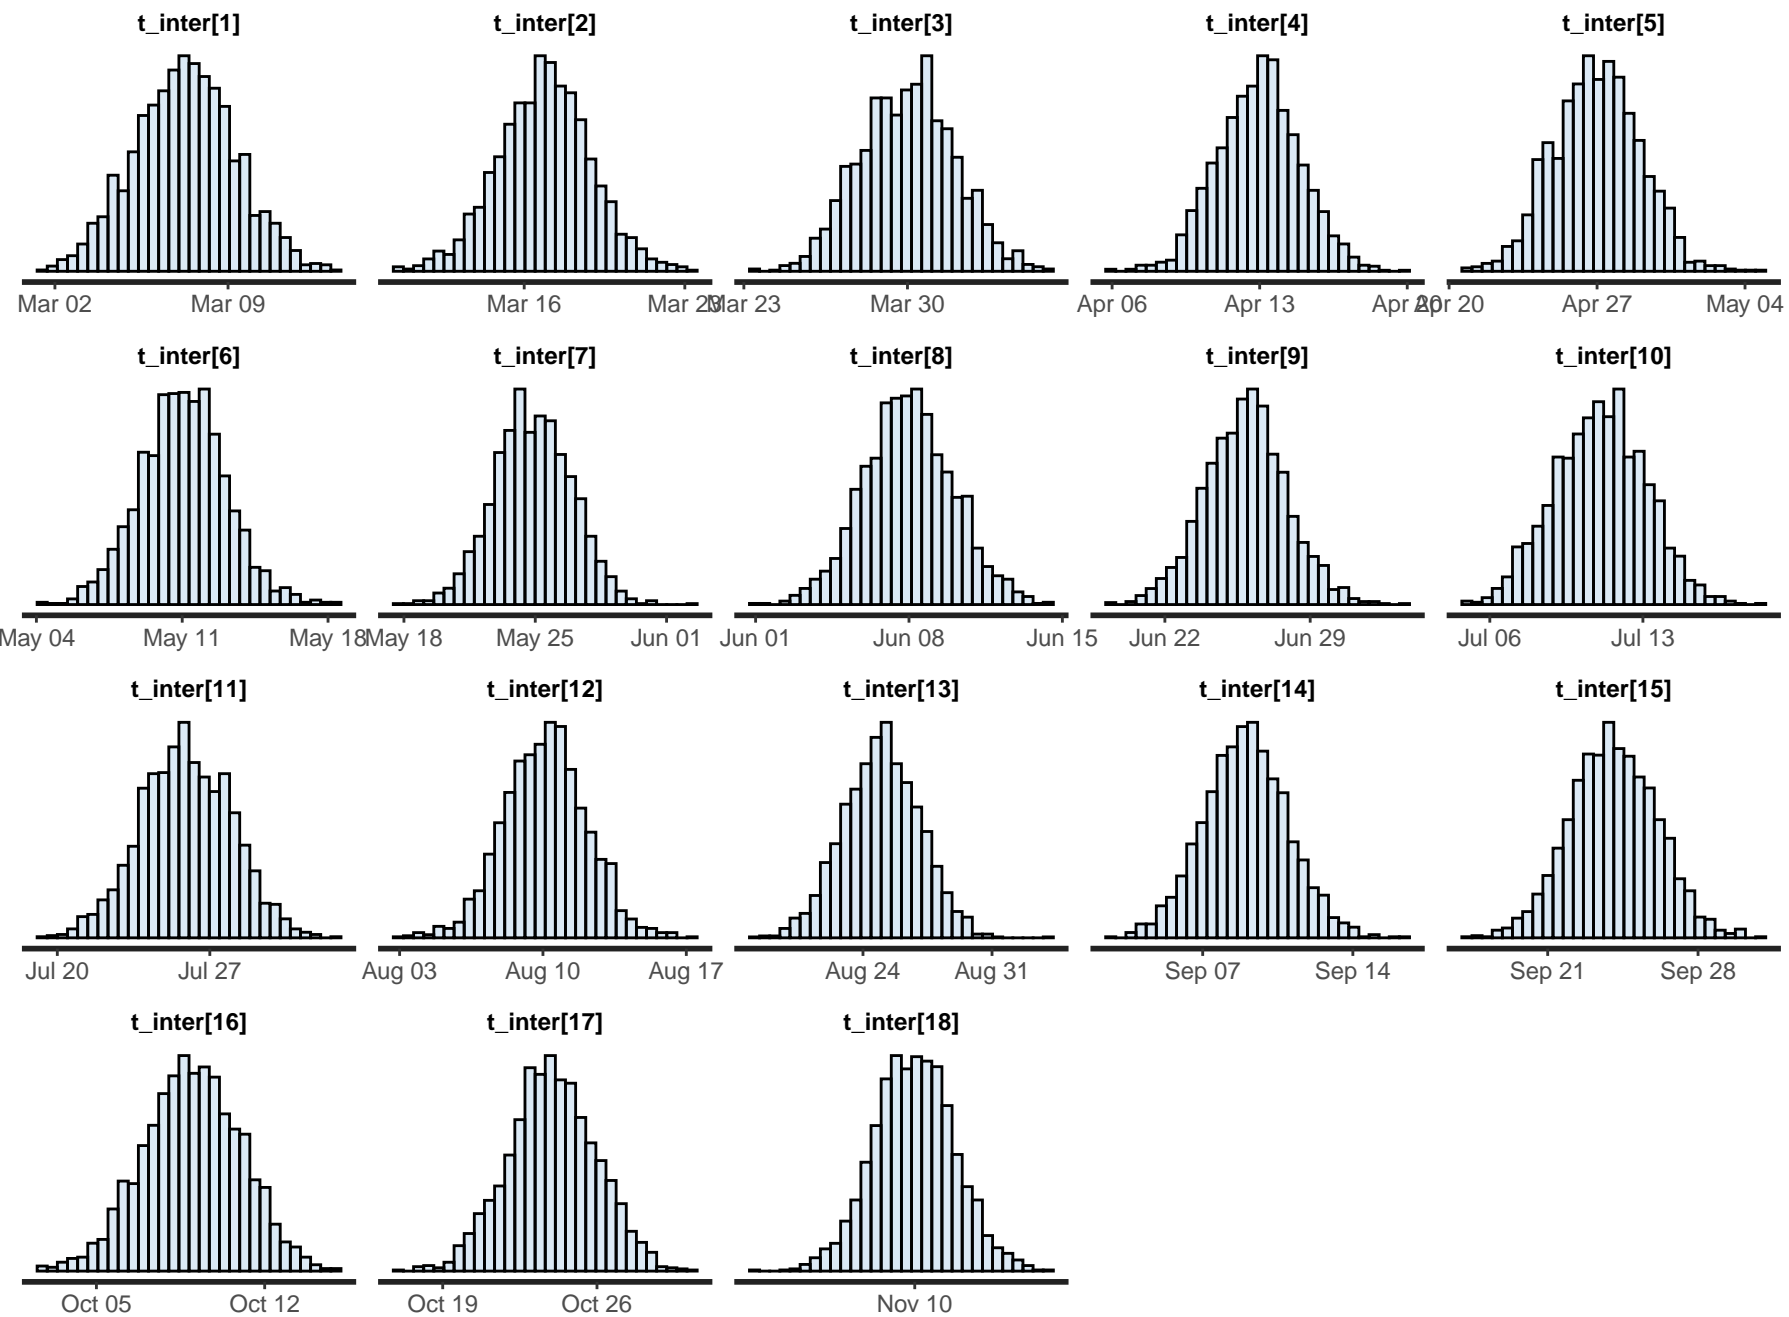 t_inter[1] t_inter[2] t_inter[3] t_inter[4] t_inter[5]
Mar 02 Mar 09 Mar 16 Mar 23 Mar 23 Mar 30 Apr 06 Apr 13 Apr 20 Apr 20 Apr 27 May 04
t_inter[6] t_inter[7] t_inter[8] t_inter[9] t_inter[10]
May 04 May 11 May 18 May 18 May 25 Jun 01 Jun 01 Jun 08 Jun 15 Jun 22 Jun 29 Jul 06 Jul 13
t_inter[11] t_inter[12] t_inter[13] t_inter[14] t_inter[15]
Jul 20 Jul 27 Aug 03 Aug 10 Aug 17 Aug 24 Aug 31 Sep 07 Sep 14 Sep 21 Sep 28
t_inter[16] t_inter[17] t_inter[18]
Oct 05 Oct 12 Oct 19 Oct 26 Nov 10